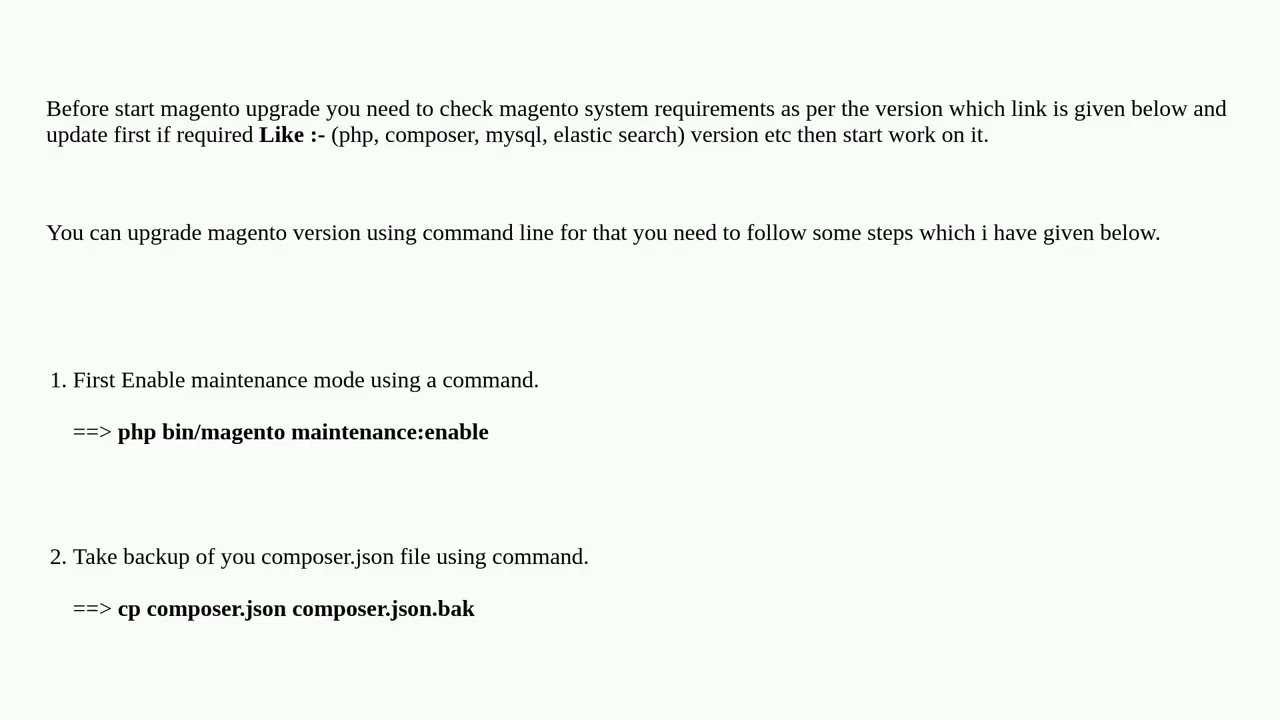 Before start magento upgrade you need to check magento system requirements as per the version which link is given below and
update first if required Like :- (php, composer, mysql, elastic search) version etc then start work on it.
You can upgrade magento version using command line for that you need to follow some steps which i have given below.
1. First Enable maintenance mode using a command.
==> php bin/magento maintenance:enable
2. Take backup of you composer.json file using command.
==> cp composer.json composer.json.bak